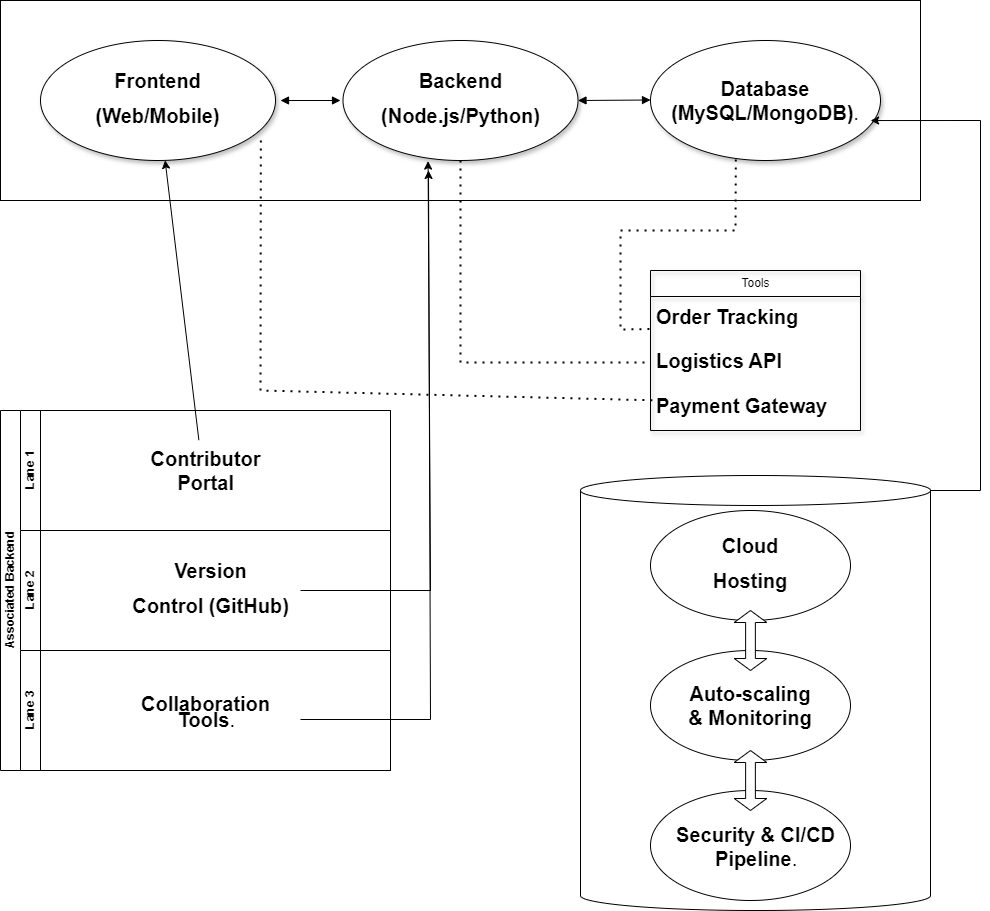 Frontend
(Web/Mobile)
Backend
(Node.js/Python)
Database
(MySQL/MongoDB).
Tools
Order Tracking
Logistics API
Payment Gateway
Associated Backend
Lane 1
Contributor
Portal
Lane 2
Version
Control (GitHub)
Lane 3
Collaboration
Tools.
Cloud
Hosting
Auto-scaling
& Monitoring
Security & CI/CD
Pipeline.